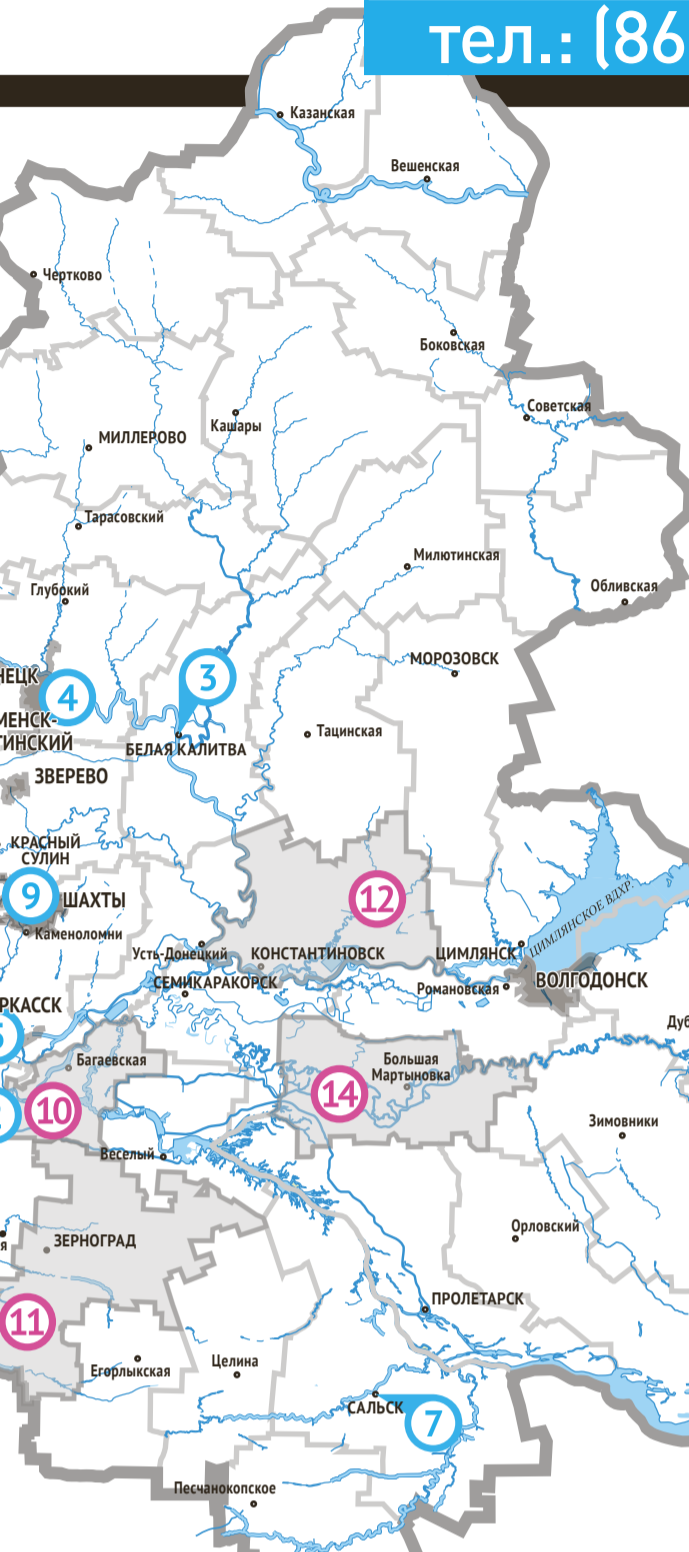 тел.: (86
Казанская
Вешенская
Чертково
Боковская
Советская
Кашары
МИЛЛЕРОВО
Тарасовский
Милютинская
Глубокий
Обливская
МОРОЗОВСК
НЕЦК
3
4
МЕНСК-
ТИНСКИЙ
Тацинская
БЕЛАЯ КАЛИТВА
ЗВЕРЕВО
КРАСНЫЙ
СУЛИН
9
ШАХТЫ
12
ЦИМЛЯНСКОЕ ВДХР.
Каменоломни
Усть-Донецкий
КОНСТАНТИНОВСК
ЦИМЛЯНСК
СЕМИКАРАКОРСК
Романовская
ВОЛГОДОНСК
РКАССК
Дуб
Багаевская
Большая
Мартыновка
14
10
Зимовники
Веселый
Орловский
я
ЗЕРНОГРАД
ПРОЛЕТАРСК
11
Егорлыкская
Целина
САЛЬСК
7
Песчанокопское